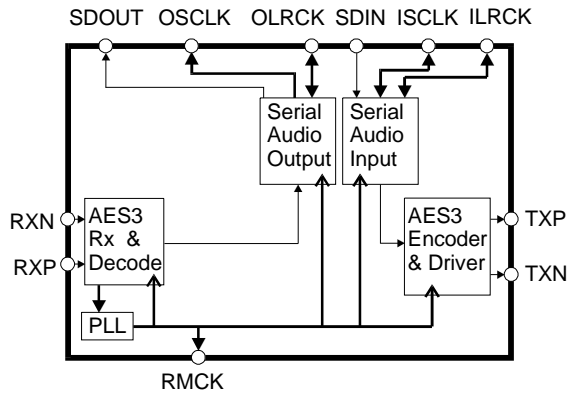 SDOUT OSCLK OLRCK SDIN ISCLK ILRCK
Serial
Audio
Output
Serial
Audio
Input
RXN
RXP
AES3
Rx &
Decode
AES3
Encoder
& Driver
TXP
TXN
PLL
RMCK